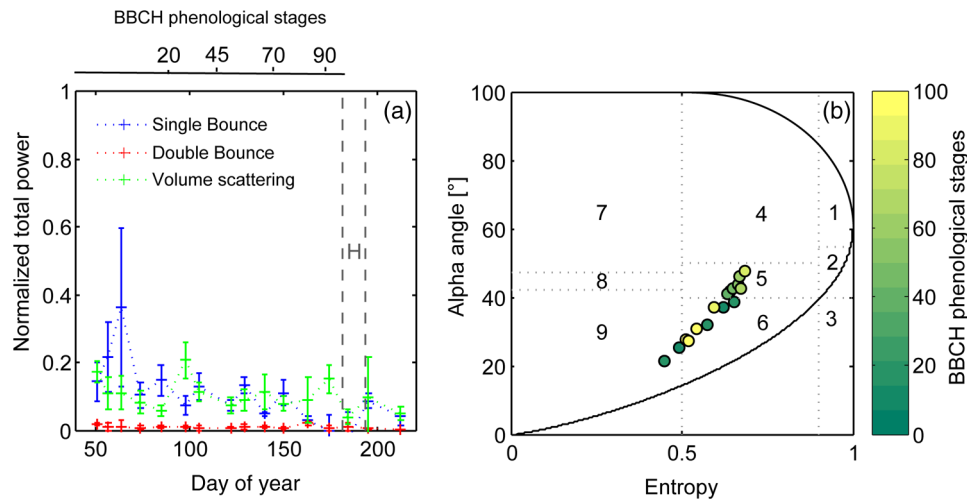 BBCH phenological stages
20 45 70 90
1
0.8
0.6
0.4
0.2
0
Normalized total power
(a)
Single Bounce
Double Bounce
Volume scattering
H
50 100 150 200
Day of year
100
80
60
40
20
0
Alpha angle [°]
(b)
7 4 1
8 5 2
9 6 3
0 0.5 1
Entropy
100
80
60
40
20
0
BBCH phenological stages